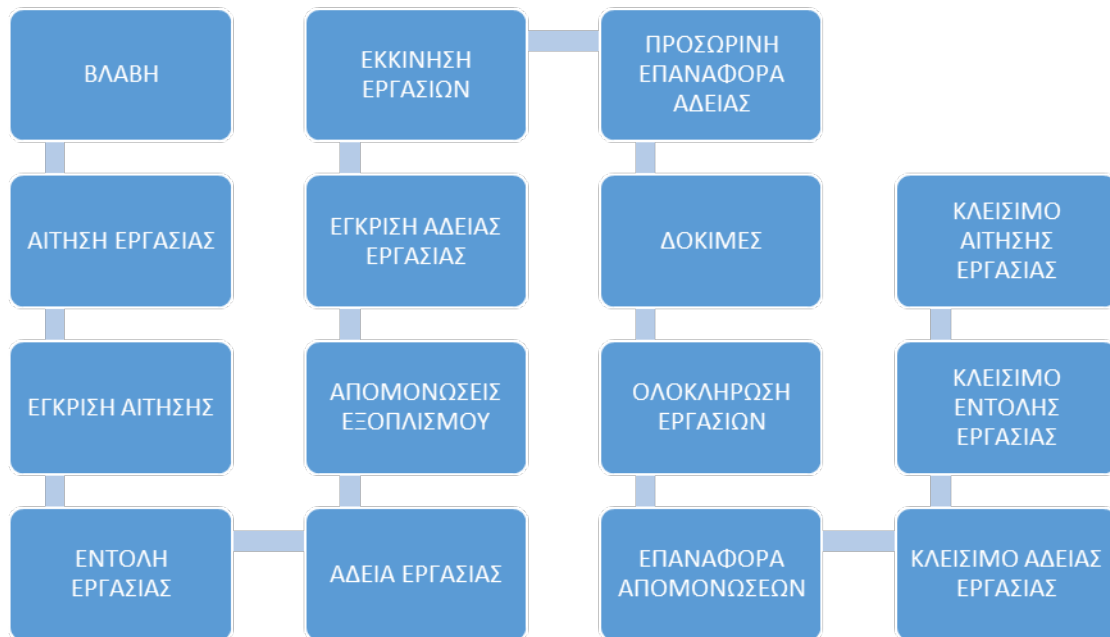 ΒΛΑΒΗ
ΑΙΤΗΣΗ ΕΡΓΑΣΙΑΣ
ΕΓΚΡΙΣΗ ΑΙΤΗΣΗΣ
ΕΝΤΟΛΗ
ΕΡΓΑΣΙΑΣ
ΑΔΕΙΑ ΕΡΓΑΣΙΑΣ
ΑΠΟΜΟΝΩΣΕΙΣ
ΕΞΟΠΛΙΣΜΟΥ
ΕΓΚΡΙΣΗ ΑΔΕΙΑΣ
ΕΡΓΑΣΙΑΣ
ΕΚΚΙΝΗΣΗ
ΕΡΓΑΣΙΩΝ
ΠΡΟΣΩΡΙΝΗ
ΕΠΑΝΑΦΟΡΑ
ΑΔΕΙΑΣ
ΔΟΚΙΜΕΣ
ΟΛΟΚΛΗΡΩΣΗ
ΕΡΓΑΣΙΩΝ
ΕΠΑΝΑΦΟΡΑ
ΑΠΟΜΟΝΩΣΕΩΝ
ΚΛΕΙΣΙΜΟ ΑΔΕΙΑΣ
ΕΡΓΑΣΙΑΣ
ΚΛΕΙΣΙΜΟ
ΕΝΤΟΛΗΣ
ΕΡΓΑΣΙΑΣ
ΚΛΕΙΣΙΜΟ
ΑΙΤΗΣΗΣ
ΕΡΓΑΣΙΑΣ